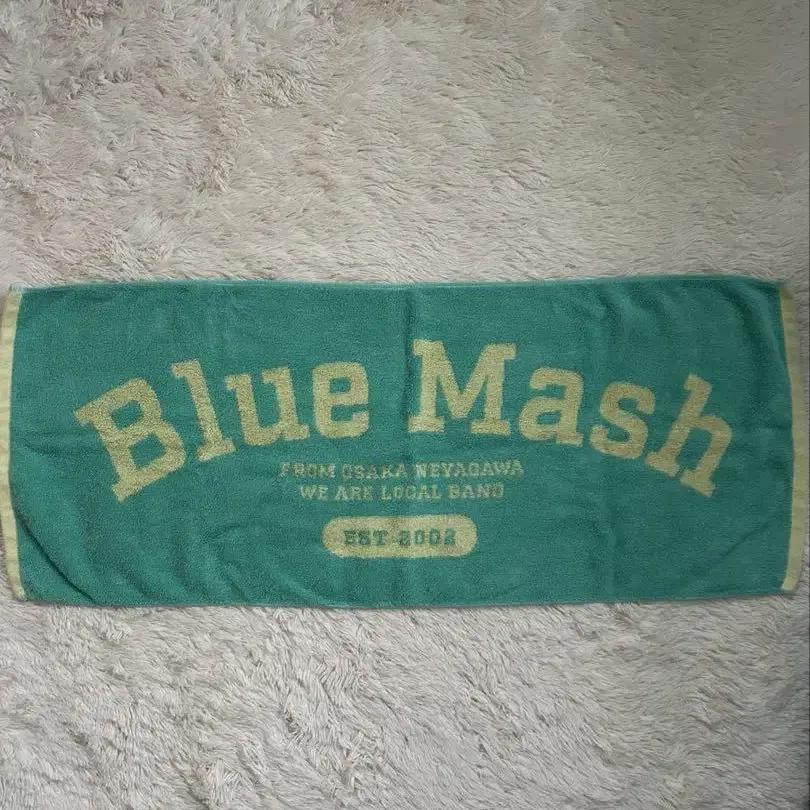 Blue Mash
FROM OSAKA NEYAGAWA
WE ARE LOCAL BAND
EST 2002